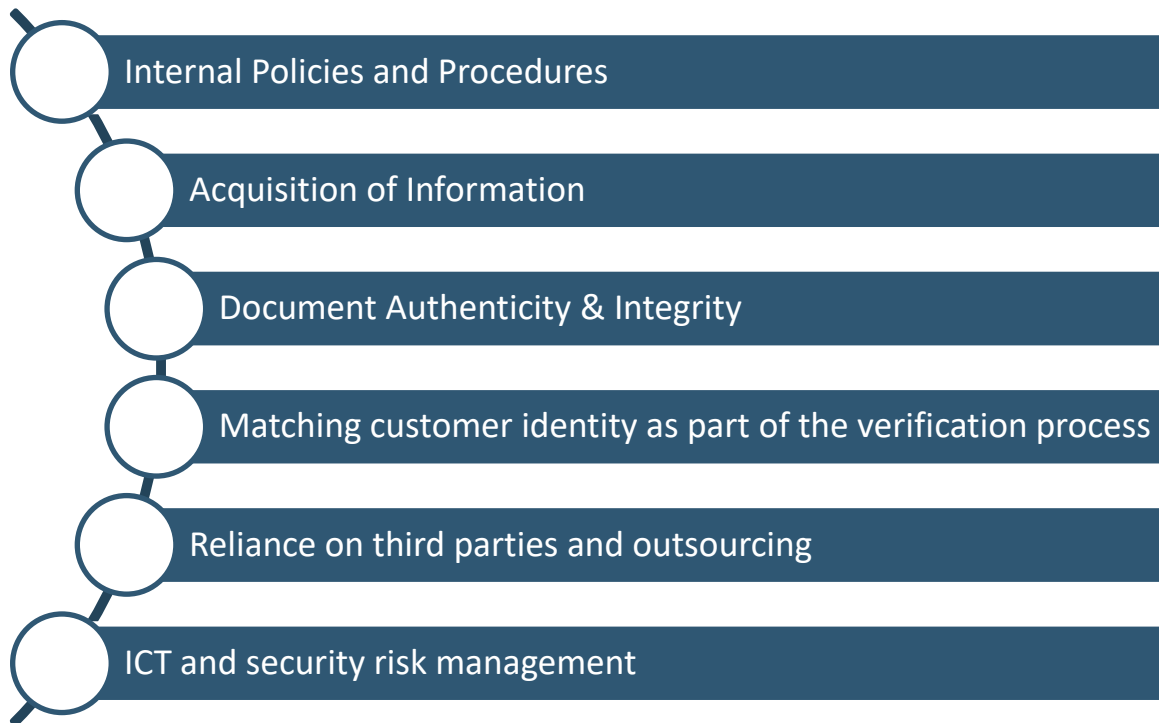 Internal Policies and Procedures
Acquisition of Information
Document Authenticity & Integrity
Matching customer identity as part of the verification process
Reliance on third parties and outsourcing
ICT and security risk management